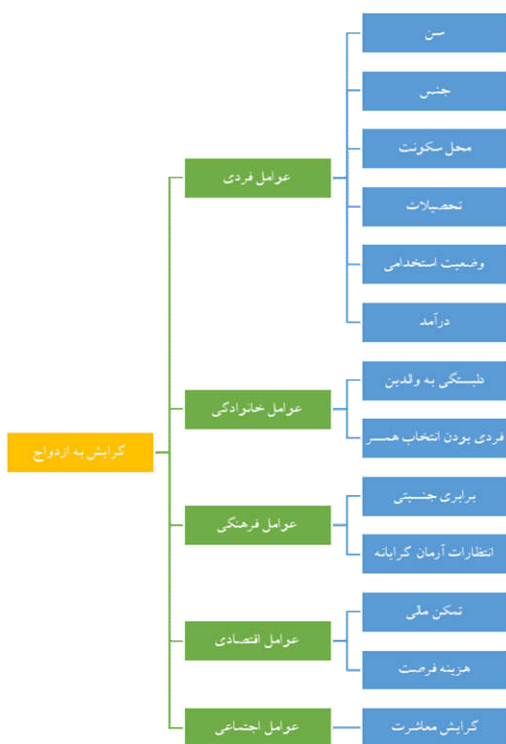 سن
جنس
محل سکونت
عوامل فردی
تحصیلات
وضعیت استخدامی
درآمد
دلبستگی به والدین
عوامل خانوادگی
فردی بودن انتخاب همسر
گرایش به ازدواج
برابری جنسیتی
عوامل فرهنگی
انتظارات آرمان گرایانه
تمکن مالی
عوامل اقتصادی
هزینه فرصت
گرایش معاشرت
عوامل اجتماعی